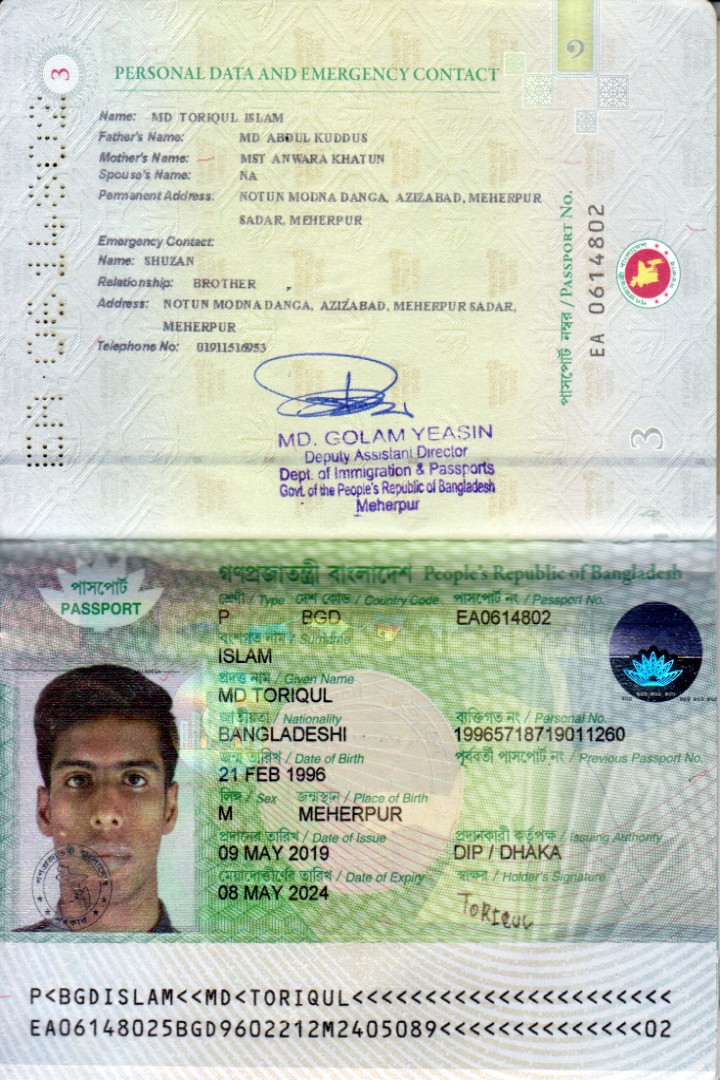 3
PERSONAL DATA AND EMERGENCY CONTACT
Name: MD TORIQUL ISLAM
Father's Name: MD ABDUL KUDDUS
Mother's Name: MST ANWARA KHATUN
Spouse's Name: NA
Permanent Address: NOTUN MODNA DANGA, AZIZABAD, MEHERPUR
SADAR, MEHERPUR
Emergency Contact:
Name: SHUZAN
Relationship: BROTHER
Address: NOTUN MODNA DANGA, AZIZABAD, MEHERPUR SADAR,
MEHERPUR
Telephone No: 01911516953
MD. GOLAM YEASIN
Deputy Assistant Director
Dept. of Immigration & Passports
Govt. of the People's Republic of Bangladesh
Meherpur
পাসপোর্ট নম্বর / PASSPORT No.
EA 0614802
EA 0614802
৩
গণপ্রজাতন্ত্রী বাংলাদেশ People's Republic of Bangladesh
পাসপোর্ট
PASSPORT
শ্রেণী / Type দেশ কোড / Country Code পাসপোর্ট নং / Passport No.
P BGD EA0614802
বংশগত নাম / Surname
ISLAM
প্রদত্ত নাম / Given Name
MD TORIQUL
জাতীয়তা / Nationality ব্যক্তিগত নং / Personal No.
BANGLADESHI 19965718719011260
জন্ম তারিখ / Date of Birth পূর্ববর্তী পাসপোর্ট নং / Previous Passport No.
21 FEB 1996
লিঙ্গ / Sex জন্মস্থান / Place of Birth
M MEHERPUR
প্রদানের তারিখ / Date of Issue প্রদানকারী কর্তৃপক্ষ / Issuing Authority
09 MAY 2019 DIP / DHAKA
মেয়াদোত্তীর্ণের তারিখ / Date of Expiry স্বাক্ষর / Holder's Signature
08 MAY 2024 TORIQUL
P<BGDISLAM<<MD<TORIQUL<<<<<<<<<<<<<<<<<<<<<<
EA06148025BGD9602212M2405089<<<<<<<<<<<<<<02